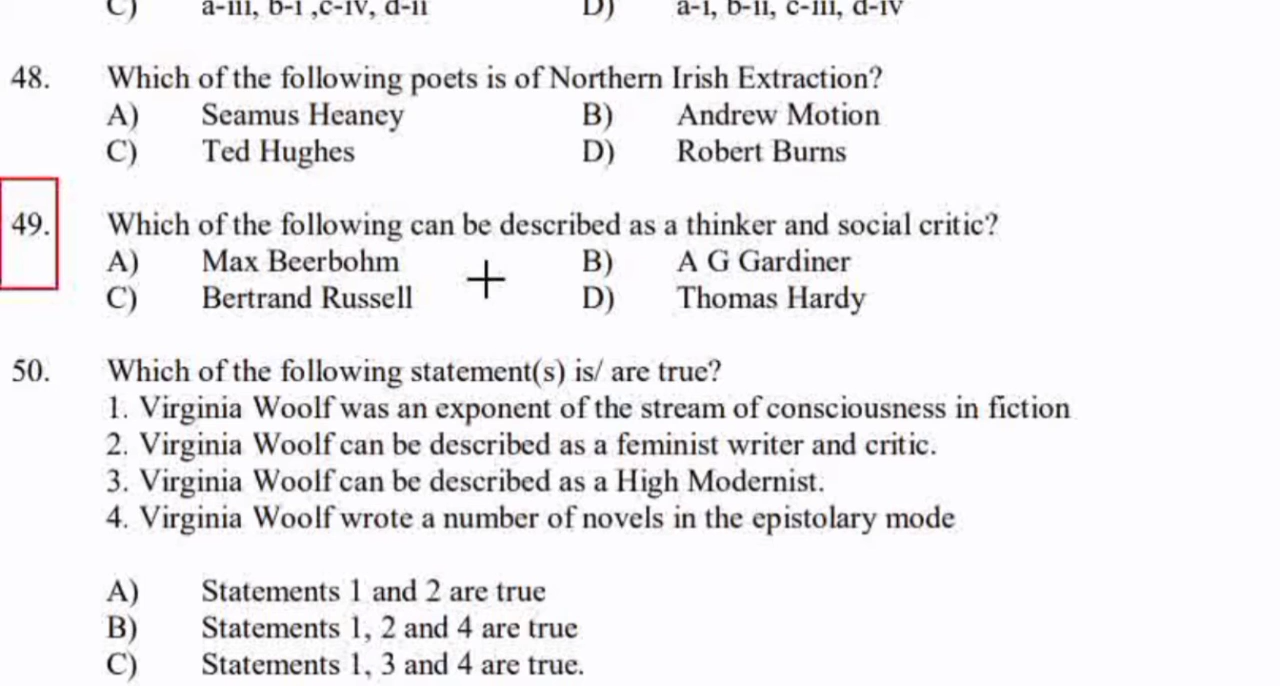 C) a-iii, b-i ,c-iv, d-ii D) a-i, b-ii, c-iii, d-iv
48. Which of the following poets is of Northern Irish Extraction?
A) Seamus Heaney B) Andrew Motion
C) Ted Hughes D) Robert Burns
49. Which of the following can be described as a thinker and social critic?
A) Max Beerbohm B) A G Gardiner
C) Bertrand Russell D) Thomas Hardy
50. Which of the following statement(s) is/ are true?
1. Virginia Woolf was an exponent of the stream of consciousness in fiction
2. Virginia Woolf can be described as a feminist writer and critic.
3. Virginia Woolf can be described as a High Modernist.
4. Virginia Woolf wrote a number of novels in the epistolary mode
A) Statements 1 and 2 are true
B) Statements 1, 2 and 4 are true
C) Statements 1, 3 and 4 are true.